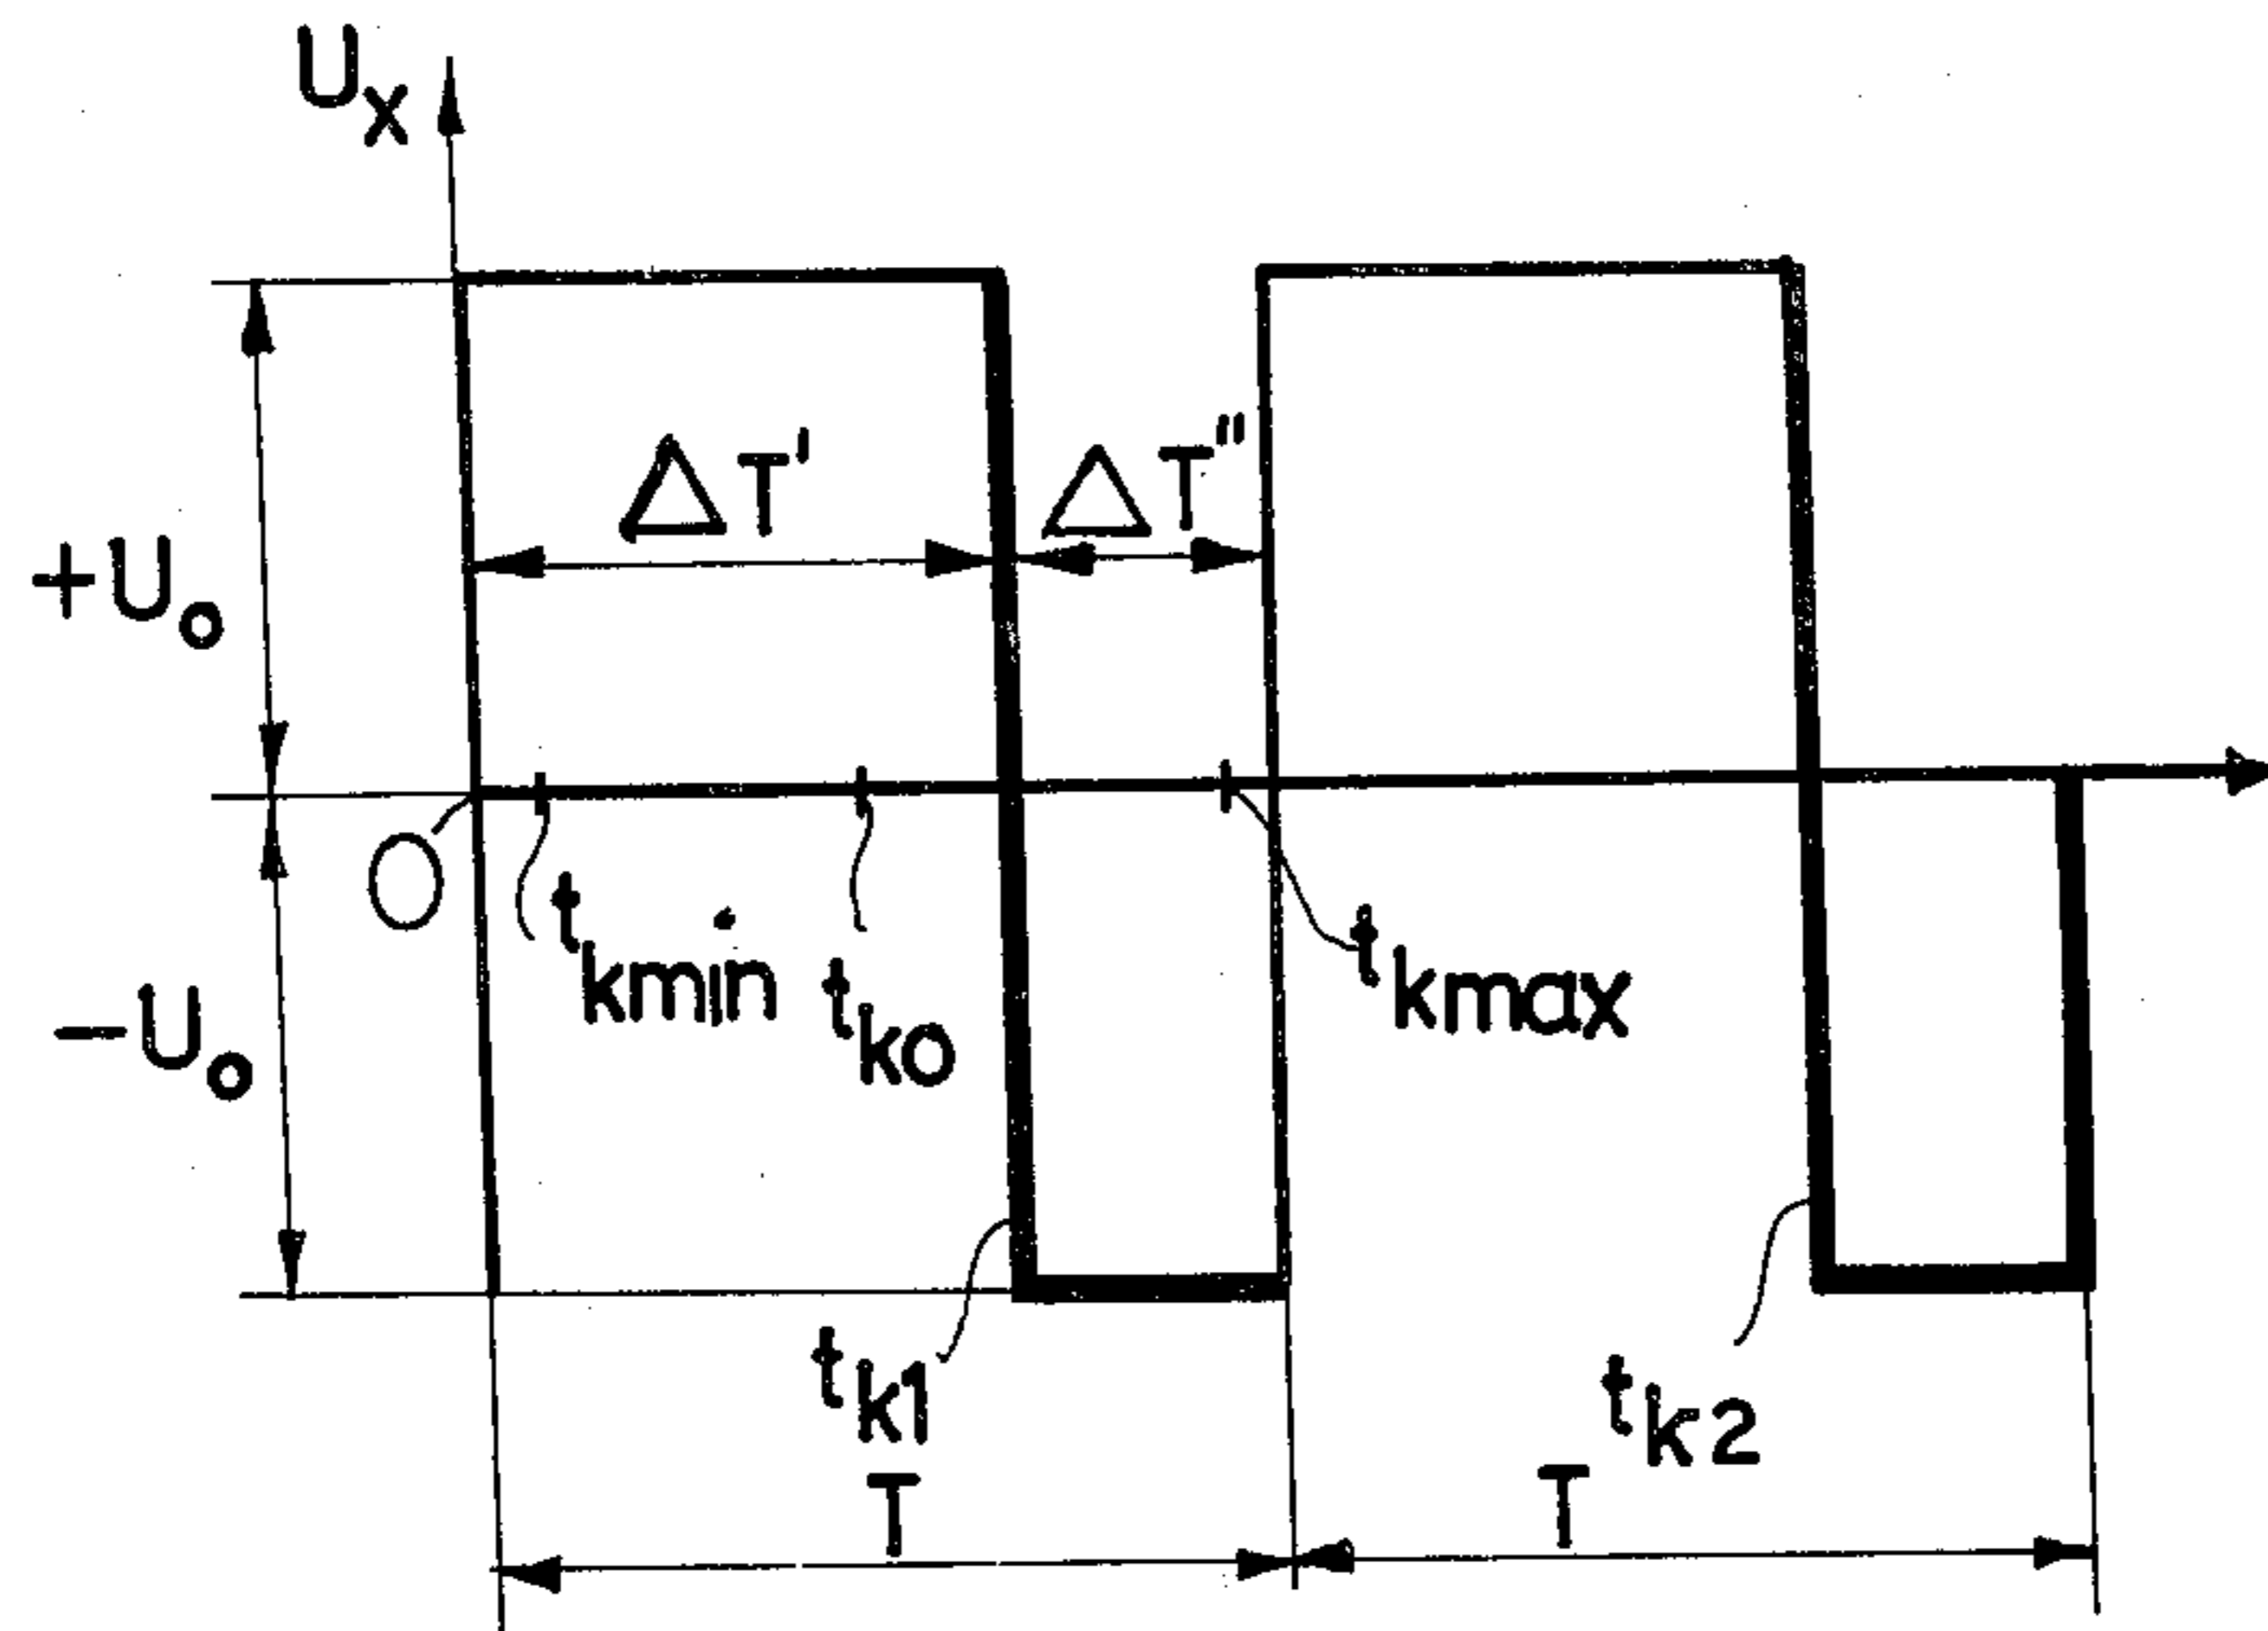 Ux
ΔT' ΔT"
+Uo
O
tkmin
tko
tkmax
-Uo
tk1
tk2
T
T